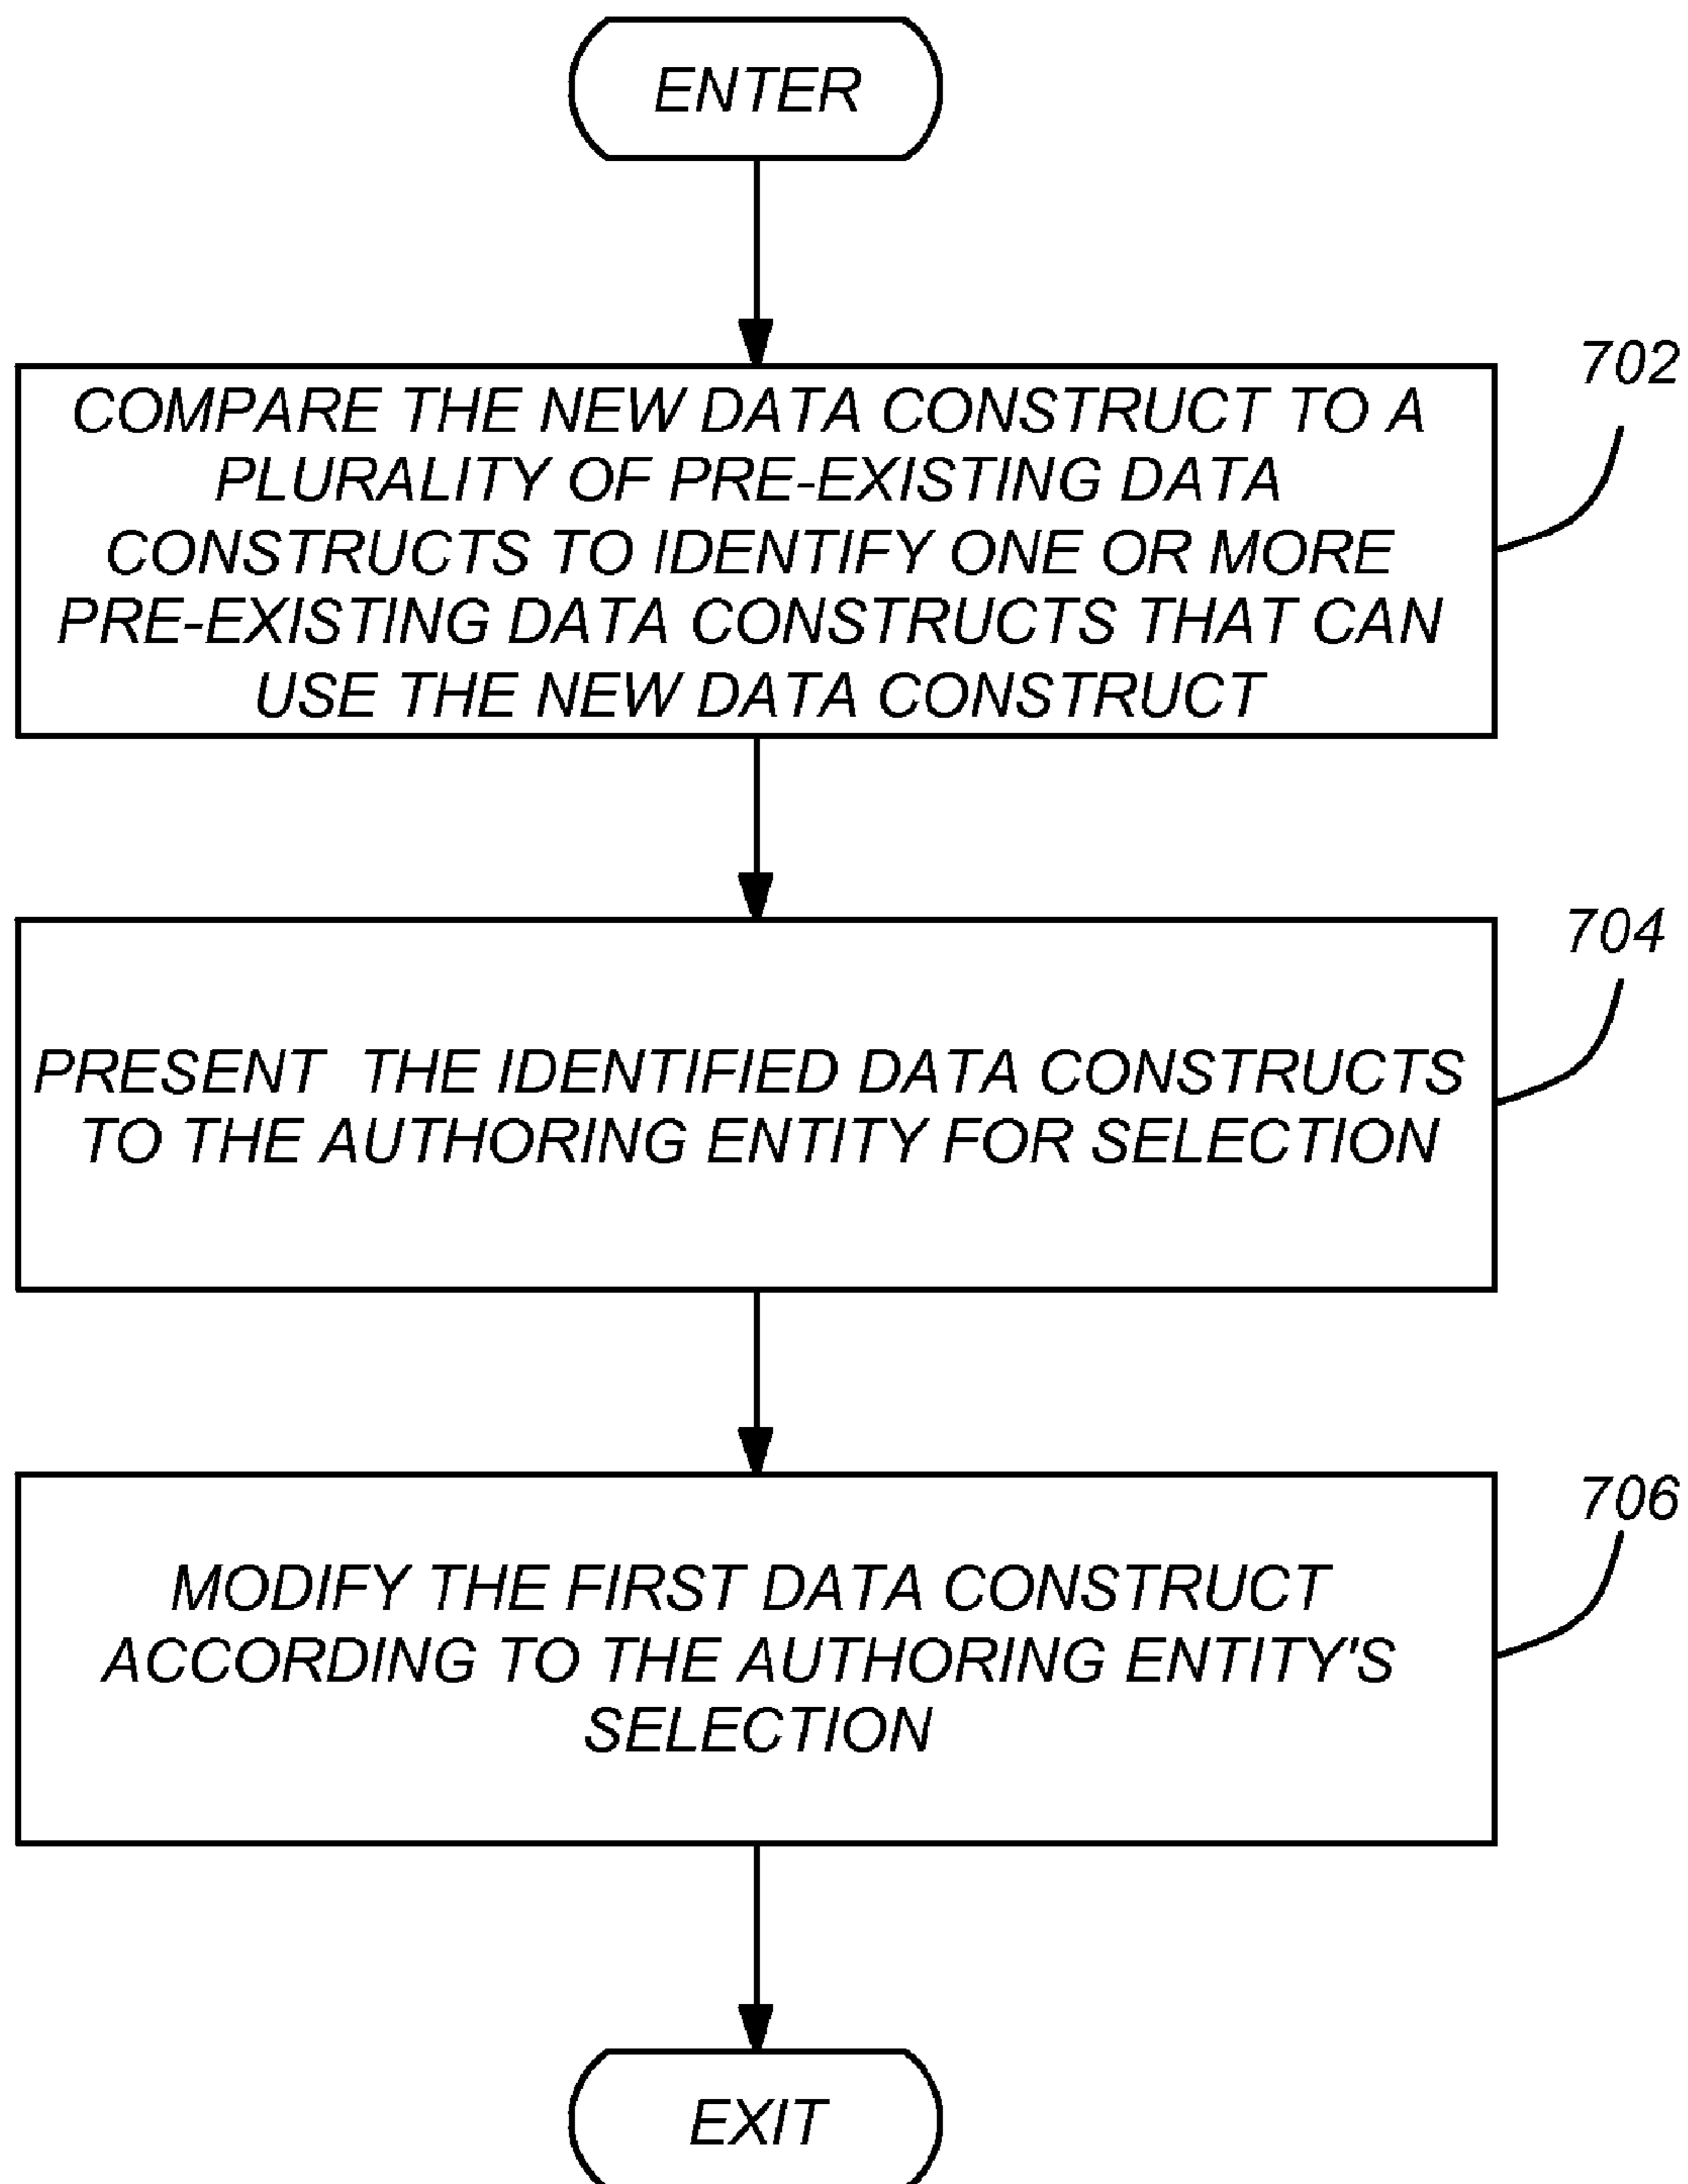 ENTER
702
COMPARE THE NEW DATA CONSTRUCT TO A
PLURALITY OF PRE-EXISTING DATA
CONSTRUCTS TO IDENTIFY ONE OR MORE
PRE-EXISTING DATA CONSTRUCTS THAT CAN
USE THE NEW DATA CONSTRUCT
704
PRESENT THE IDENTIFIED DATA CONSTRUCTS
TO THE AUTHORING ENTITY FOR SELECTION
706
MODIFY THE FIRST DATA CONSTRUCT
ACCORDING TO THE AUTHORING ENTITY'S
SELECTION
EXIT